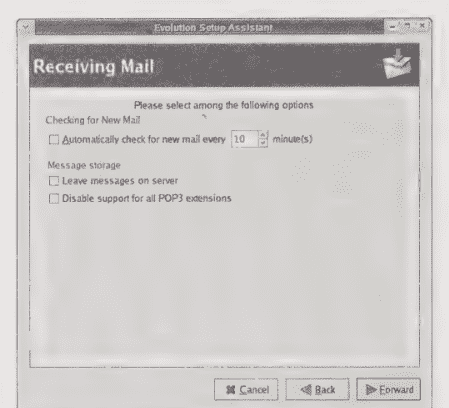 Evolution Setup Assistant
Receiving Mail
Please select among the following options
Checking for New Mail
Automatically check for new mail every 10 minute(s)
Message storage
Leave messages on server
Disable support for all POP3 extensions
Cancel Back Forward